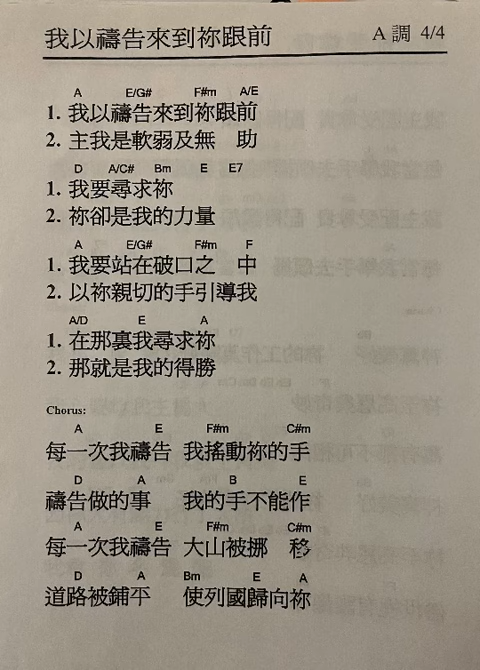 我以禱告來到祢跟前 A 調 4/4
A E/G# F#m A/E
1. 我以禱告來到祢跟前
2. 主我是軟弱及無 助
D A/C# Bm E E7
1. 我要尋求祢
2. 祢卻是我的力量
A E/G# F#m F
1. 我要站在破口之 中
2. 以祢親切的手引導我
A/D E A
1. 在那裏我尋求祢
2. 那就是我的得勝
Chorus:
A E F#m C#m
每一次我禱告 我搖動祢的手
D A B E
禱告做的事 我的手不能作
A E F#m C#m
每一次我禱告 大山被挪 移
D A Bm E A
道路被鋪平 使列國歸向祢